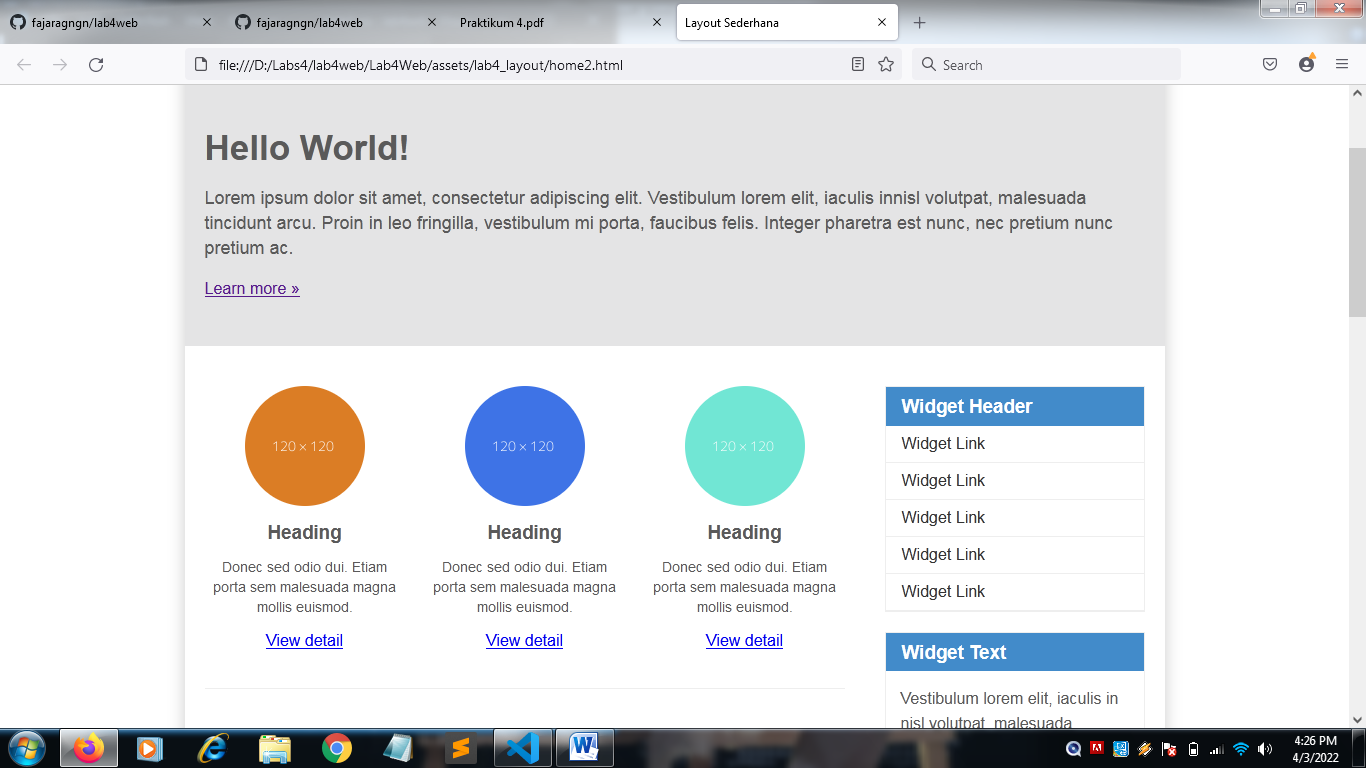 fajaragngn/lab4web
fajaragngn/lab4web
Praktikum 4.pdf
Layout Sederhana
file:///D:/Labs4/lab4web/Lab4Web/assets/lab4_layout/home2.html
Search
Hello World!
Lorem ipsum dolor sit amet, consectetur adipiscing elit. Vestibulum lorem elit, iaculis innisl volutpat, malesuada
tincidunt arcu. Proin in leo fringilla, vestibulum mi porta, faucibus felis. Integer pharetra est nunc, nec pretium nunc
pretium ac.
Learn more »
120 × 120
Heading
Donec sed odio dui. Etiam
porta sem malesuada magna
mollis euismod.
View detail
120 × 120
Heading
Donec sed odio dui. Etiam
porta sem malesuada magna
mollis euismod.
View detail
120 × 120
Heading
Donec sed odio dui. Etiam
porta sem malesuada magna
mollis euismod.
View detail
Widget Header
Widget Link
Widget Link
Widget Link
Widget Link
Widget Link
Widget Text
Vestibulum lorem elit, iaculis in
nisl volutpat, malesuada
4:26 PM
4/3/2022